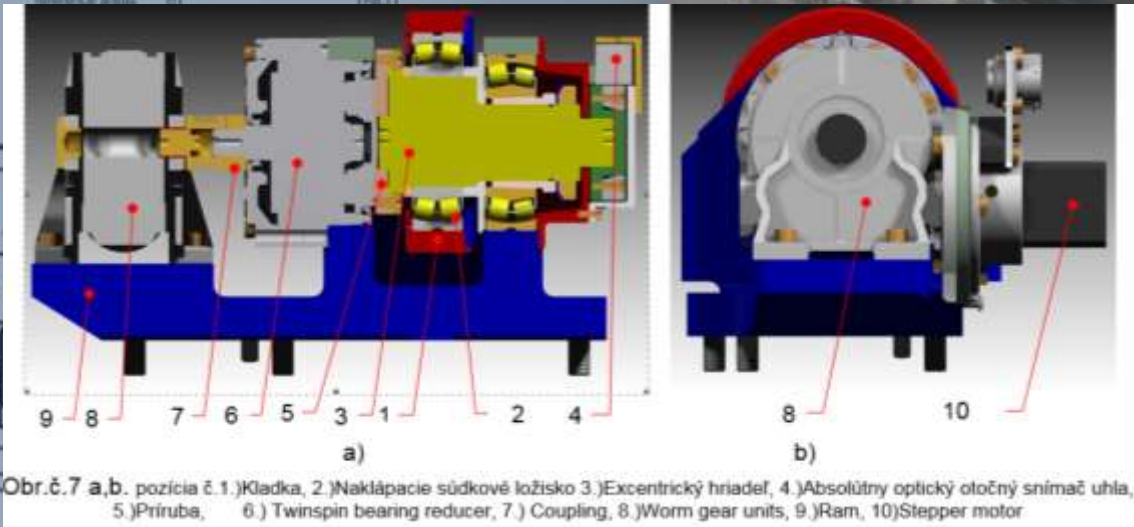 9 8 7 6 5 3 1 2 4
8 10
a) b)
Obr.č.7 a,b. pozícia č.1.)Kladka, 2.)Naklápacie súdkové ložisko 3.)Excentrický hriadeľ, 4.)Absolútny optický otočný snímač uhla,
5.)Príruba, 6.) Twinspin bearing reducer, 7.) Coupling, 8.)Worm gear units, 9.)Ram, 10)Stepper motor